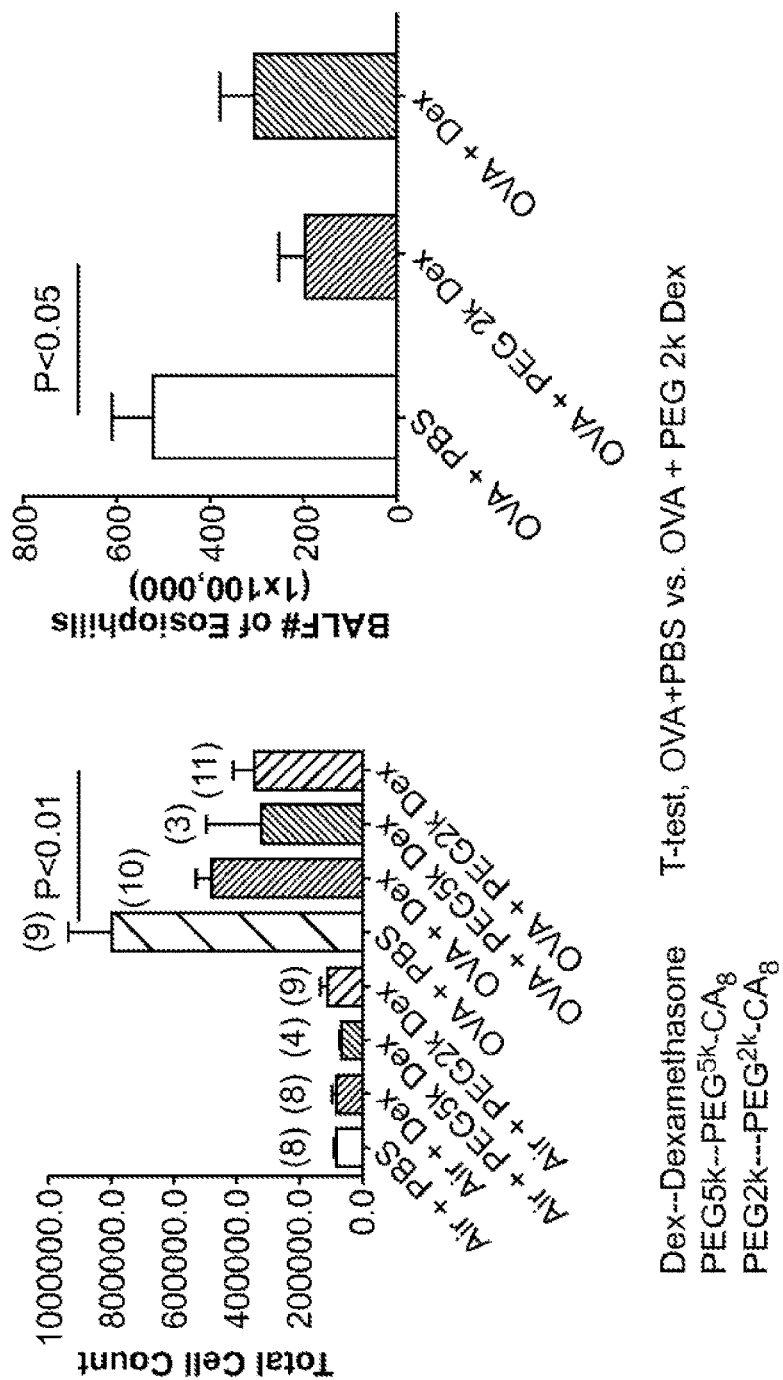 Total Cell Count
1000000.0
800000.0
600000.0
400000.0
200000.0
0.0
(8)
(8)
(4)
(9)
(9)
(10)
(3)
(11)
P<0.01
Air + PBS
Air + Dex
Air + PEG5k Dex
Air + PEG2k Dex
OVA + PBS
OVA + Dex
OVA + PEG5k Dex
OVA + PEG2k Dex
BALF# of Eosiophills
(1x100,000)
800
600
400
200
0
P<0.05
OVA + PBS
OVA + PEG 2k Dex
OVA + Dex
Dex--Dexamethasone
PEG5k--PEG5k-CA8
PEG2k---PEG2k-CA8
T-test, OVA+PBS vs. OVA + PEG 2k Dex